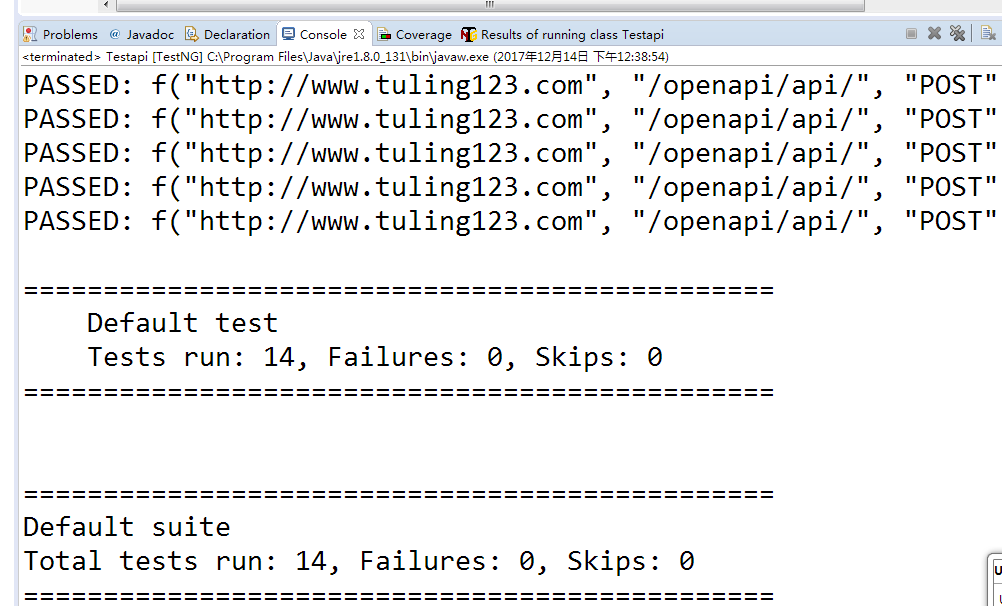 Problems @ Javadoc Declaration Console Coverage Results of running class Testapi
<terminated> Testapi [TestNG] C:\Program Files\Java\jre1.8.0_131\bin\javaw.exe (2017年12月14日 下午12:38:54)
PASSED: f("http://www.tuling123.com", "/openapi/api/", "POST"
PASSED: f("http://www.tuling123.com", "/openapi/api/", "POST"
PASSED: f("http://www.tuling123.com", "/openapi/api/", "POST"
PASSED: f("http://www.tuling123.com", "/openapi/api/", "POST"
PASSED: f("http://www.tuling123.com", "/openapi/api/", "POST"
===============================================
Default test
Tests run: 14, Failures: 0, Skips: 0
===============================================
===============================================
Default suite
Total tests run: 14, Failures: 0, Skips: 0
===============================================